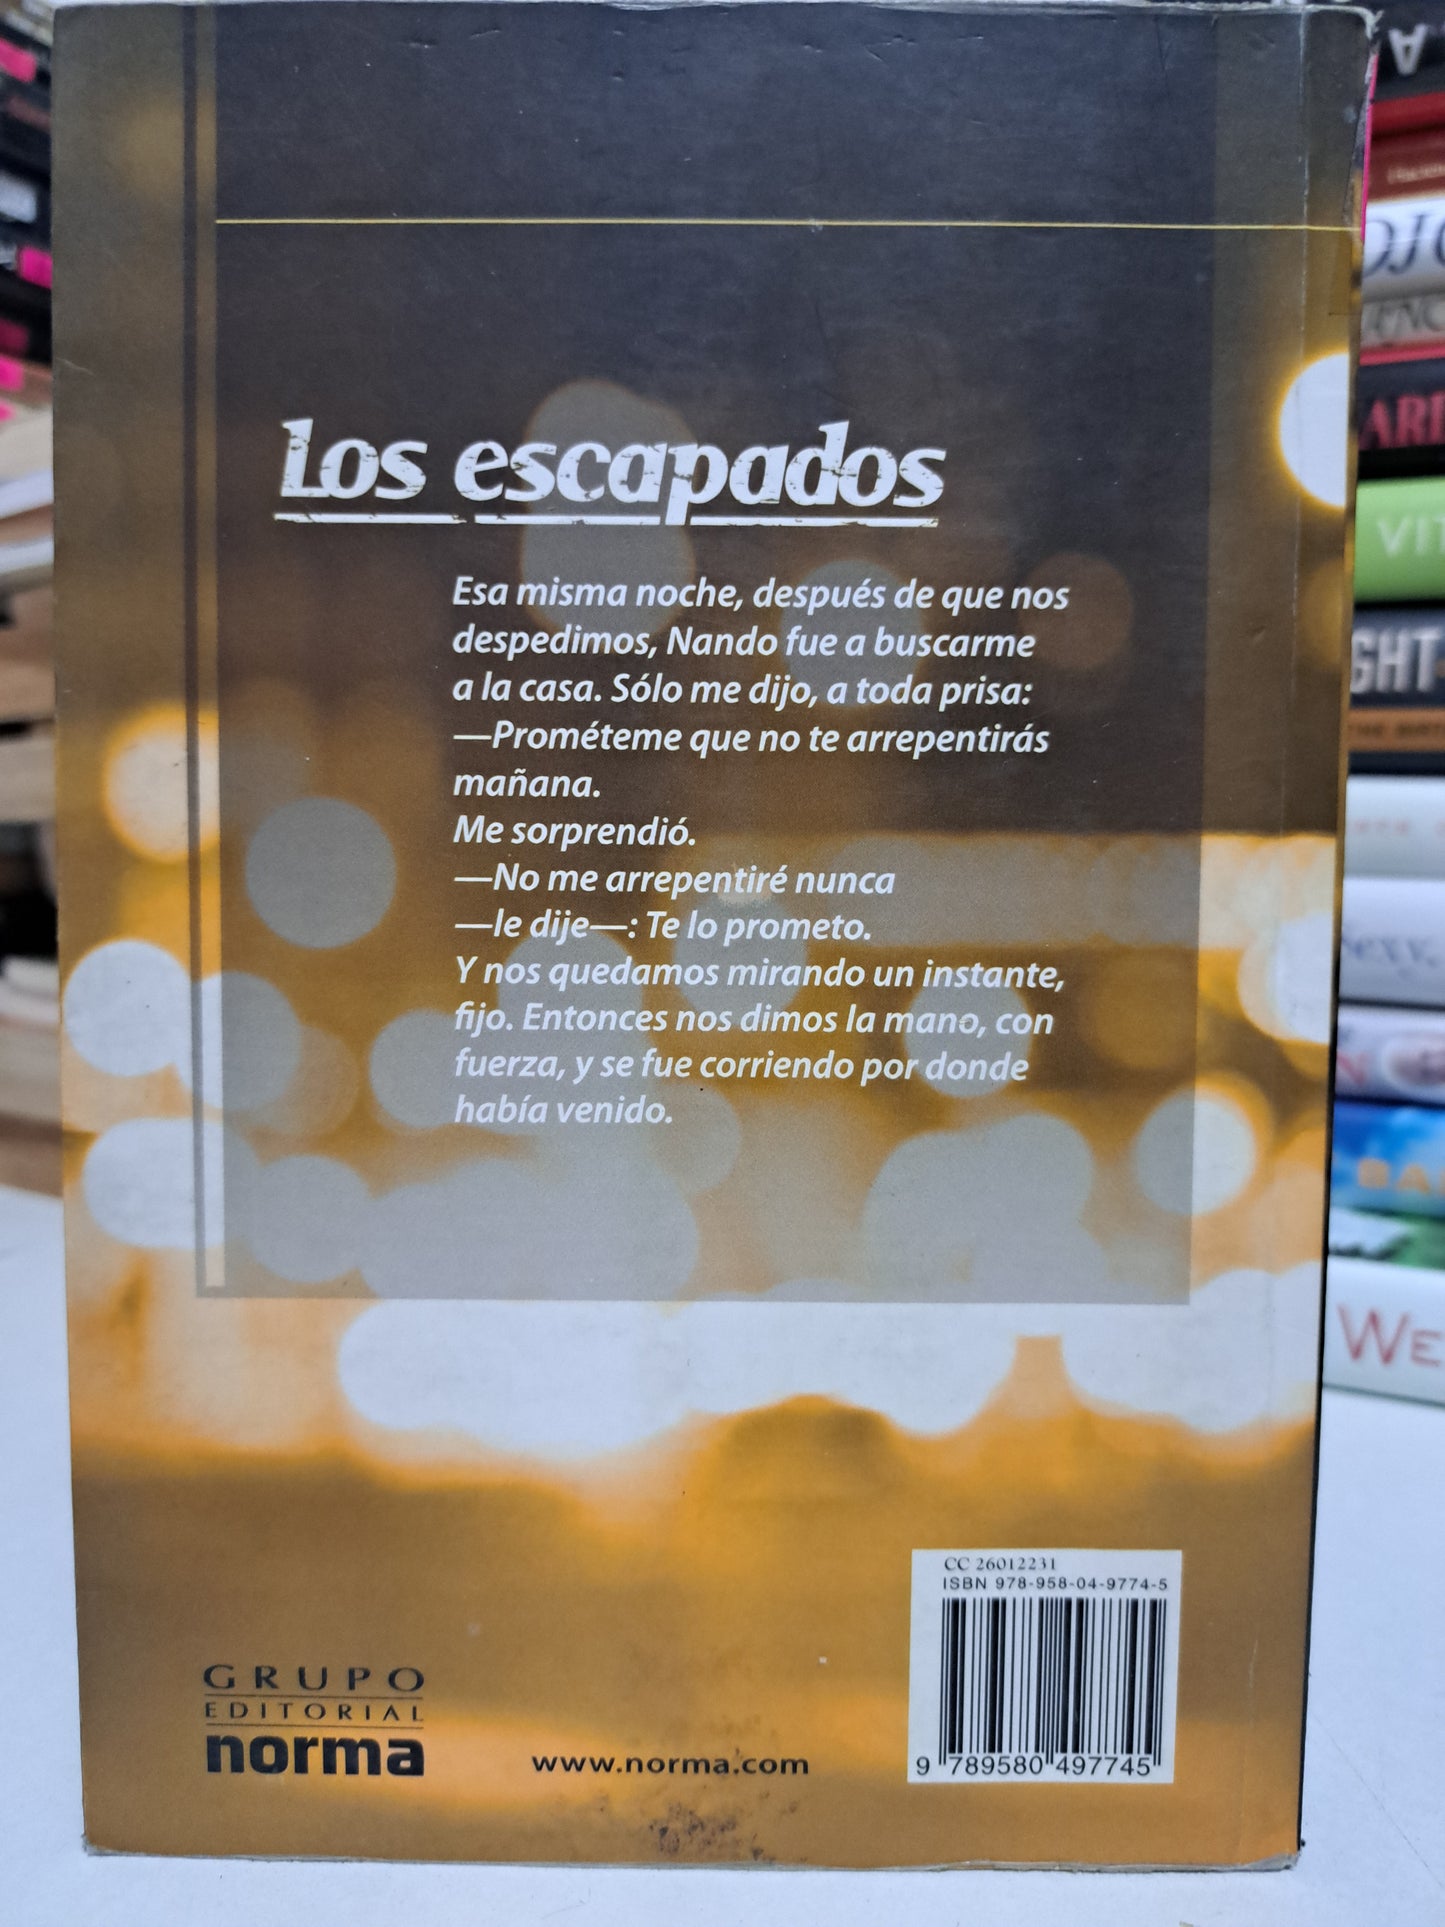 Los escapados
Esa misma noche, después de que nos
despedimos, Nando fue a buscarme
a la casa. Sólo me dijo, a toda prisa:
—Prométeme que no te arrepentirás
mañana.
Me sorprendió.
—No me arrepentiré nunca
—le dije—: Te lo prometo.
Y nos quedamos mirando un instante,
fijo. Entonces nos dimos la mano, con
fuerza, y se fue corriendo por donde
había venido.
CC 26012231
ISBN 978-958-04-9774-5
9 789580 497745
GRUPO
EDITORIAL
norma
www.norma.com
VIT
GHT
WE